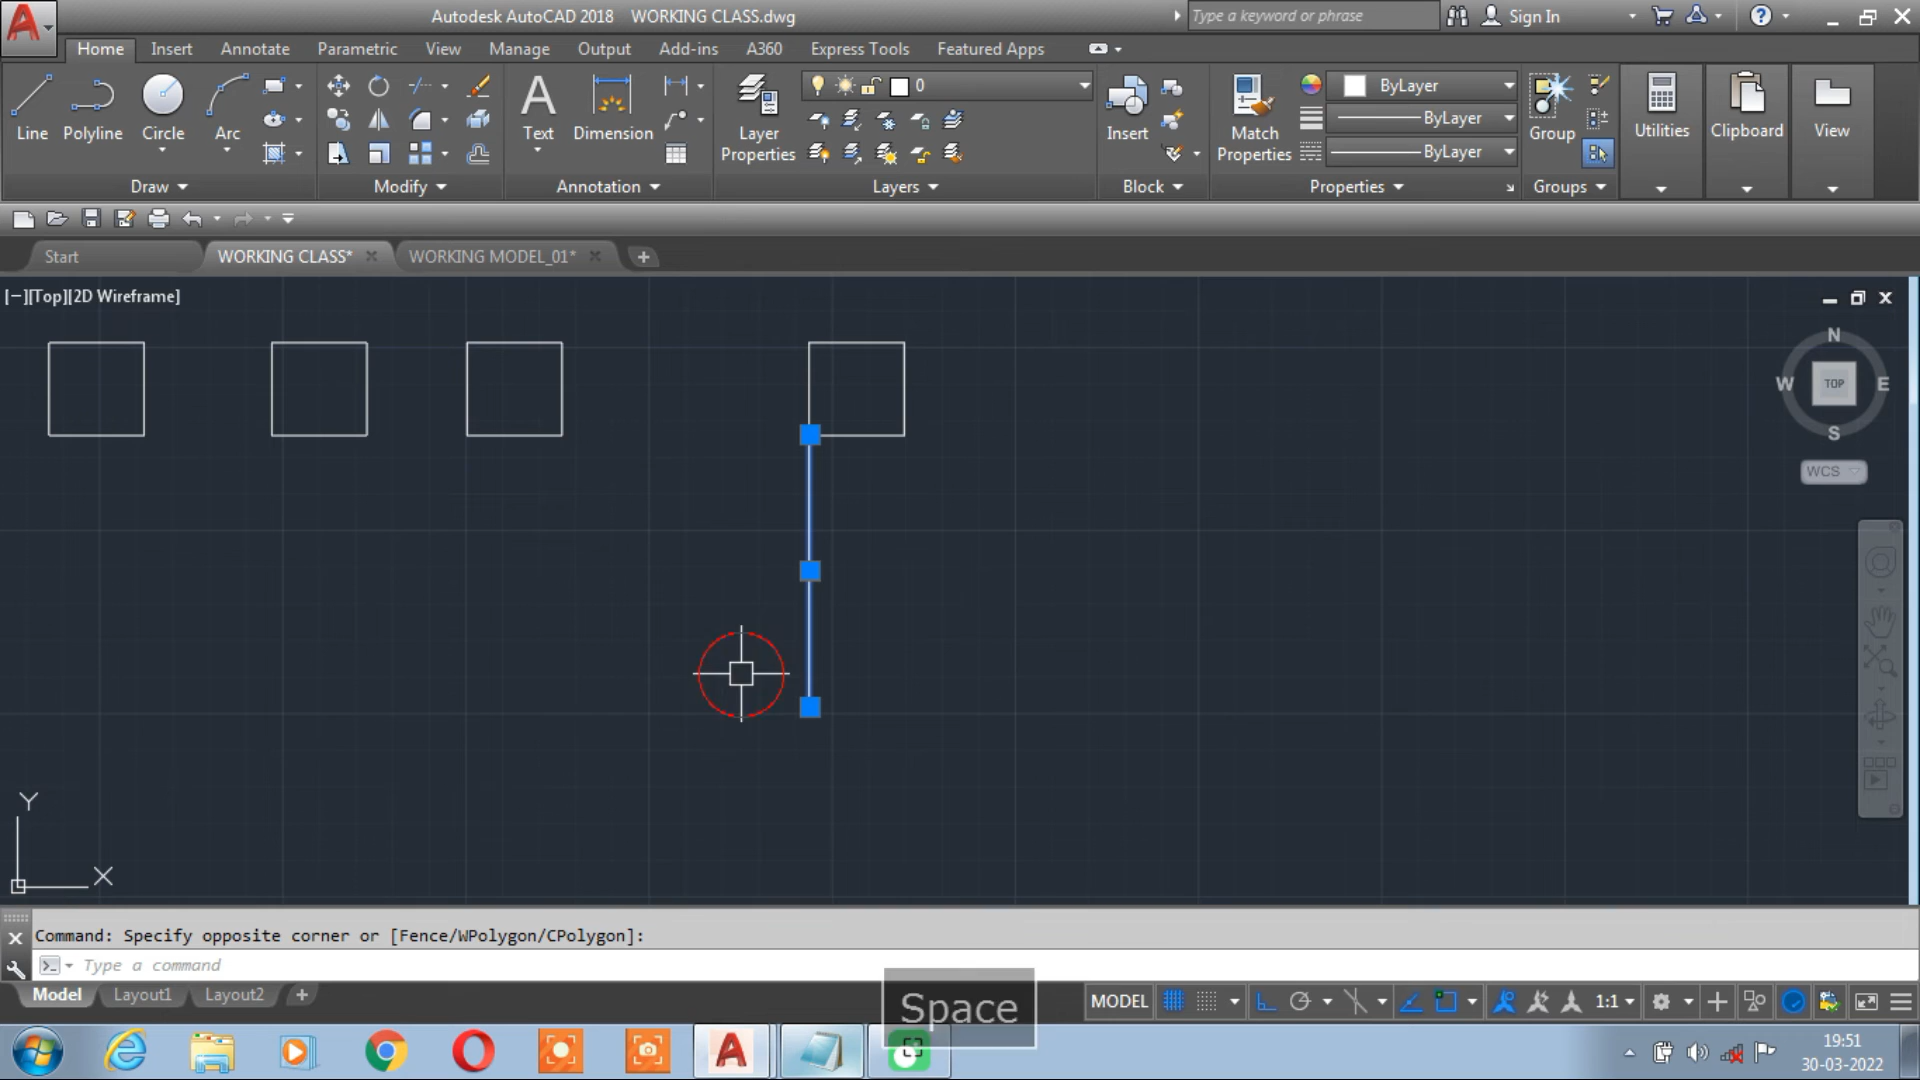 Autodesk AutoCAD 2018 WORKING CLASS.dwg
Type a keyword or phrase
Sign In
Home Insert Annotate Parametric View Manage Output Add-ins A360 Express Tools Featured Apps
0
ByLayer
ByLayer
ByLayer
Line Polyline Circle Arc
Text Dimension
Layer Properties
Insert
Match Properties
Group
Utilities
Clipboard
View
Draw
Modify
Annotation
Layers
Block
Properties
Groups
Start
WORKING CLASS*
WORKING MODEL_01*
[−][Top][2D Wireframe]
N
W TOP E
S
WCS
Y
X
Command: Specify opposite corner or [Fence/WPolygon/CPolygon]:
Type a command
Model Layout1 Layout2
Space
MODEL
1:1
19:51
30-03-2022